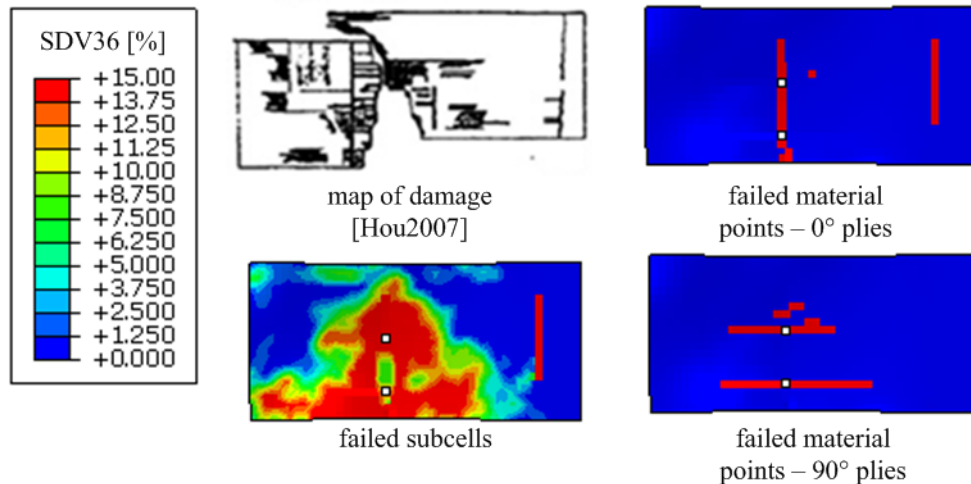 SDV36 [%]
+15.00
+13.75
+12.50
+11.25
+10.00
+8.750
+7.500
+6.250
+5.000
+3.750
+2.500
+1.250
+0.000
map of damage
[Hou2007]
failed material
points – 0° plies
failed subcells
failed material
points – 90° plies